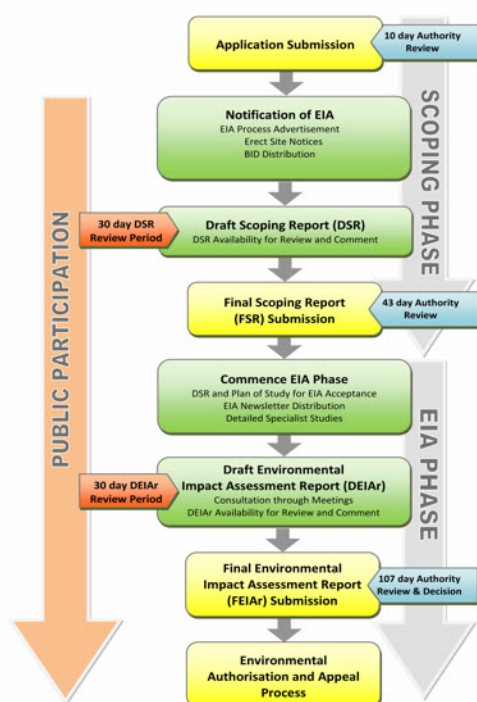 Application Submission
10 day Authority
Review
SCOPING PHASE
Notification of EIA
EIA Process Advertisement
Erect Site Notices
BID Distribution
PUBLIC PARTICIPATION
30 day DSR
Review Period
Draft Scoping Report (DSR)
DSR Availability for Review and Comment
Final Scoping Report
(FSR) Submission
43 day Authority
Review
Commence EIA Phase
DSR and Plan of Study for EIA Acceptance
EIA Newsletter Distribution
Detailed Specialist Studies
EIA PHASE
30 day DEIAr
Review Period
Draft Environmental
Impact Assessment Report (DEIAr)
Consultation through Meetings
DEIAr Availability for Review and Comment
Final Environmental
Impact Assessment Report
(FEIAr) Submission
107 day Authority
Review & Decision
Environmental
Authorisation and Appeal
Process